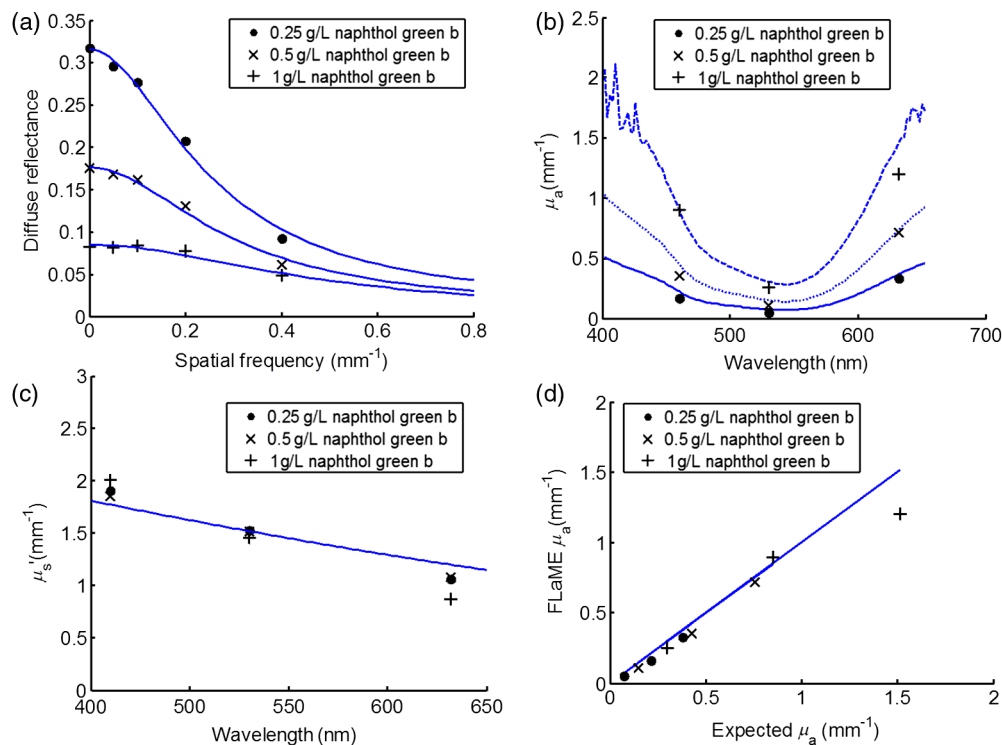 (a)
0.35
0.3
0.25
0.2
0.15
0.1
0.05
0
Diffuse reflectance
0.25 g/L naphthol green b
0.5 g/L naphthol green b
1 g/L naphthol green b
0 0.2 0.4 0.6 0.8
Spatial frequency (mm⁻¹)
(b)
2.5
2
1.5
1
0.5
0
μa(mm⁻¹)
0.25 g/L naphthol green b
0.5 g/L naphthol green b
1 g/L naphthol green b
400 500 600 700
Wavelength (nm)
(c)
3
2.5
2
1.5
1
0.5
0
μs'(mm⁻¹)
0.25 g/L naphthol green b
0.5 g/L naphthol green b
1g/L naphthol green b
400 450 500 550 600 650
Wavelength (nm)
(d)
2
1.5
1
0.5
0
FLaME μa(mm⁻¹)
0.25 g/L naphthol green b
0.5 g/L naphthol green b
1 g/L naphthol green b
0 0.5 1 1.5 2
Expected μa (mm⁻¹)